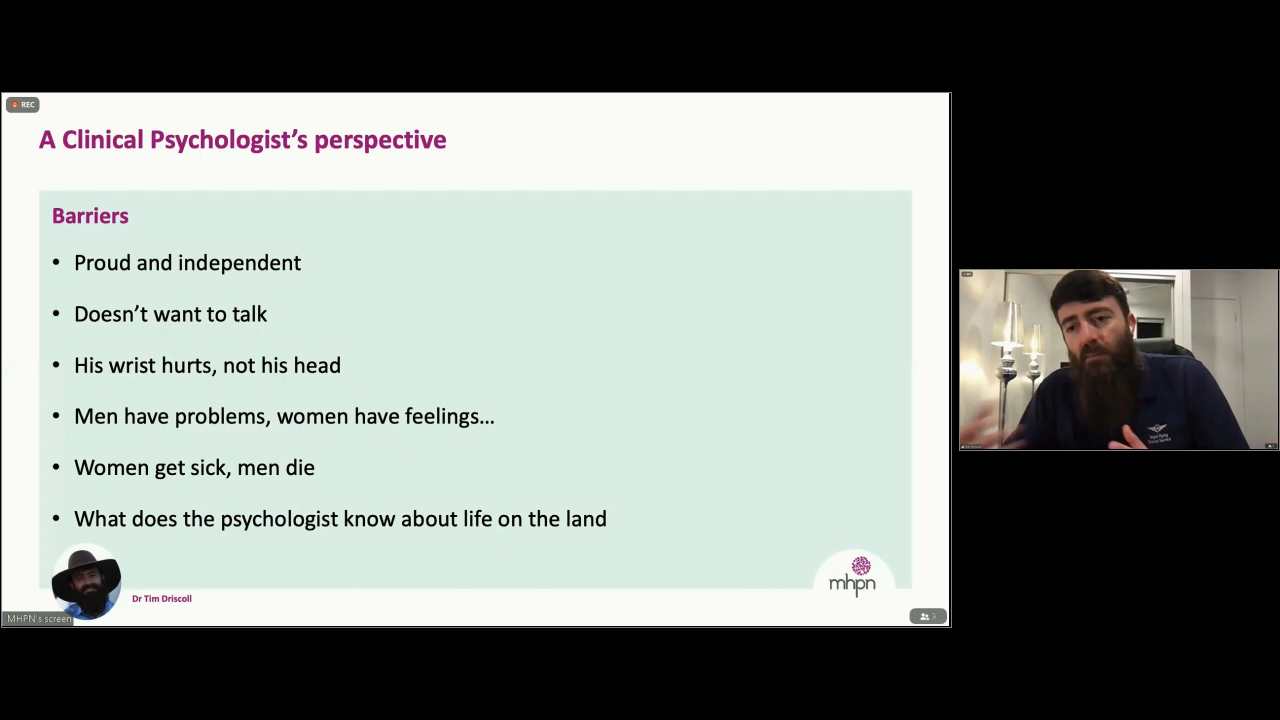 REC
A Clinical Psychologist’s perspective
Barriers
• Proud and independent
• Doesn’t want to talk
• His wrist hurts, not his head
• Men have problems, women have feelings…
• Women get sick, men die
• What does the psychologist know about life on the land
mhpn
Dr Tim Driscoll
MHPN's screen
9